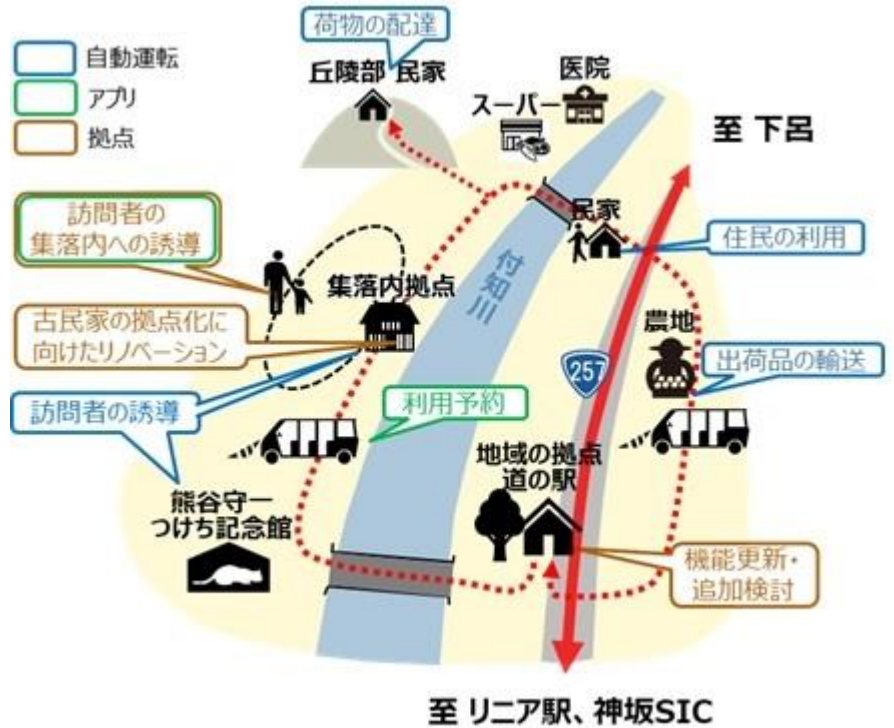 荷物の配達
自動運転
アプリ
拠点
丘陵部 民家
医院
スーパー
至 下呂
訪問者の
集落内への誘導
民家
住民の利用
集落内拠点
付知川
古民家の拠点化に
向けたリノベーション
農地
257
出荷品の輸送
訪問者の誘導
利用予約
地域の拠点
道の駅
熊谷守一
つけち記念館
機能更新・
追加検討
至 リニア駅、神坂SIC